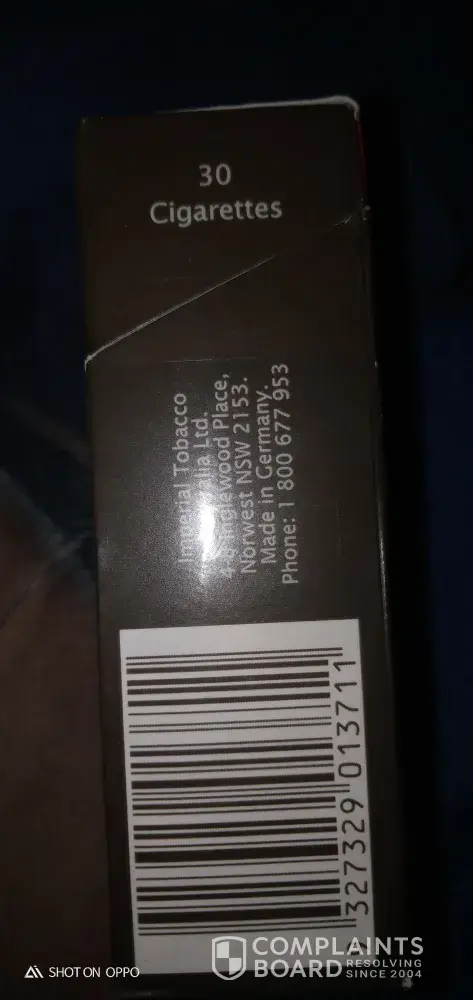 30
Cigarettes
Imperial Tobacco
Ltd.
Place,
Norwest NSW 2153.
Made in Germany.
Phone: 1 800 677 953
327329 013711
SHOT ON OPPO
COMPLAINTS
BOARD RESOLVING
SINCE 2004